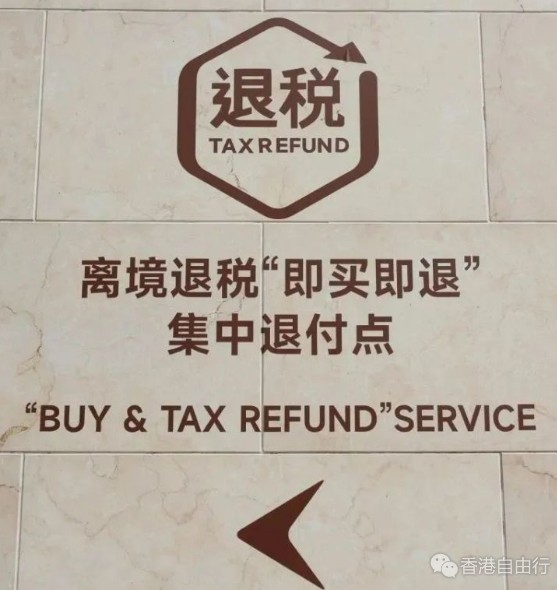 退税
TAX REFUND
离境退税“即买即退”
集中退付点
“BUY & TAX REFUND”SERVICE
香港自由行